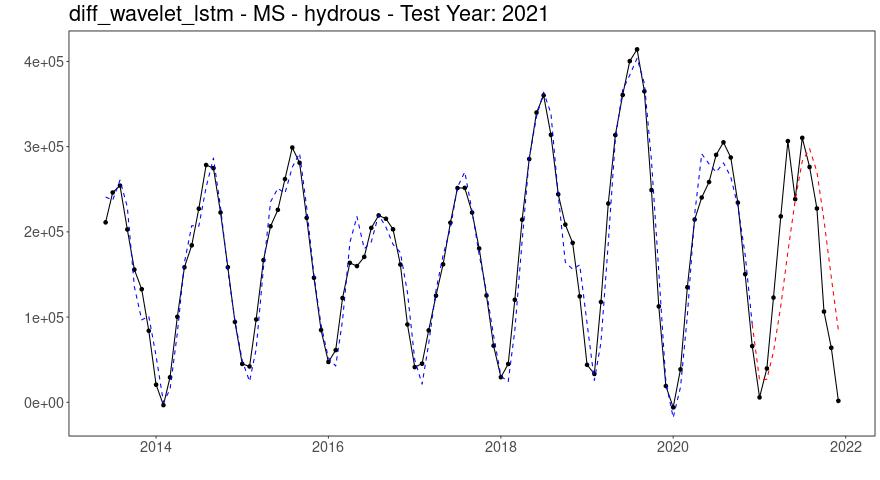 diff_wavelet_lstm - MS - hydrous - Test Year: 2021
4e+05
3e+05
2e+05
1e+05
0e+00
2014 2016 2018 2020 2022